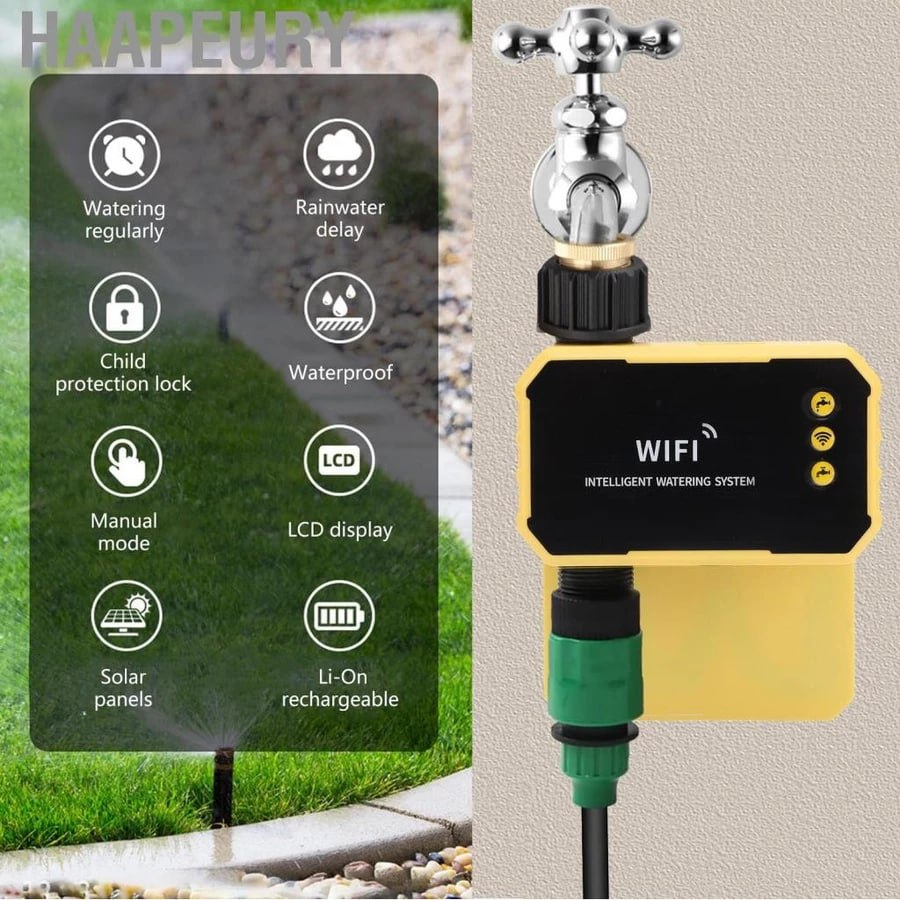 HAAPEURY
Watering
regularly
Rainwater
delay
Child
protection lock
Waterproof
Manual
mode
LCD
LCD display
Solar
panels
Li-On
rechargeable
WIFI
INTELLIGENT WATERING SYSTEM